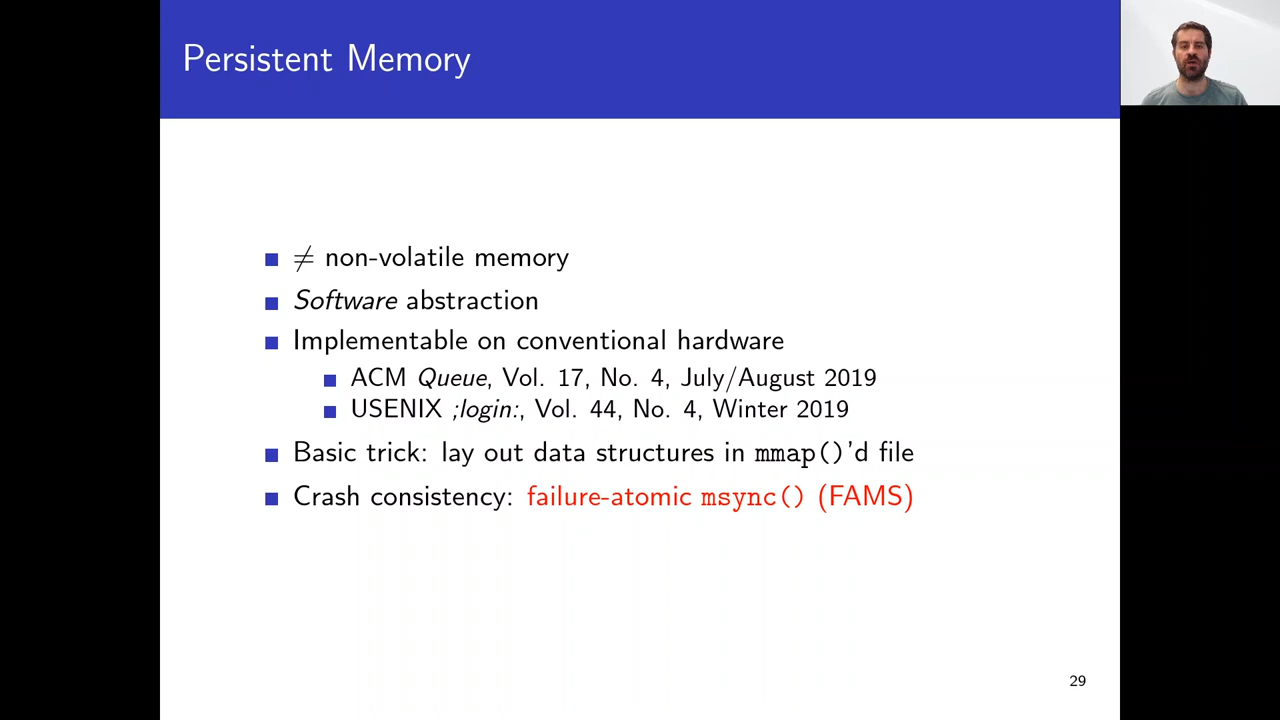 Persistent Memory
≠ non-volatile memory
Software abstraction
Implementable on conventional hardware
ACM Queue, Vol. 17, No. 4, July/August 2019
USENIX ;login:, Vol. 44, No. 4, Winter 2019
Basic trick: lay out data structures in mmap()'d file
Crash consistency: failure-atomic msync() (FAMS)
29